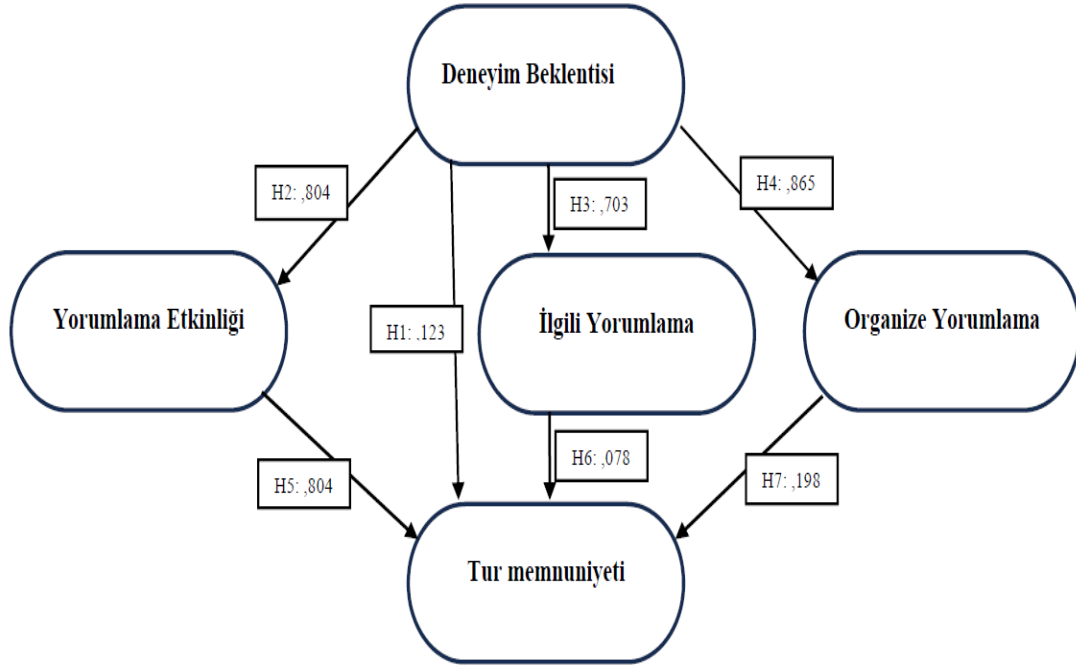 Deneyim Beklentisi
H2: ,804
H3: ,703
H4: ,865
Yorumlama Etkinliği
H1: ,123
İlgili Yorumlama
Organize Yorumlama
H5: ,804
H6: ,078
H7: ,198
Tur memnuniyeti